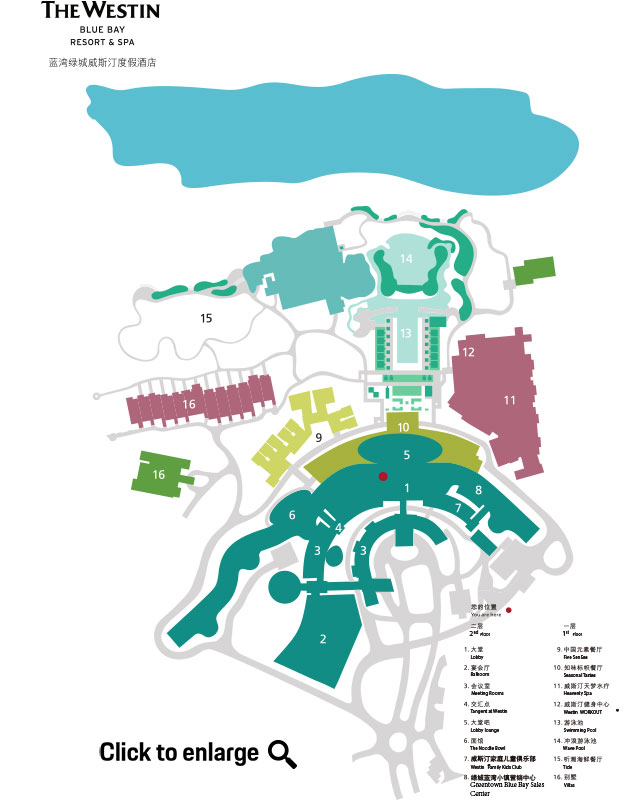 THE WESTIN
BLUE BAY
RESORT & SPA
蓝湾绿城威斯汀度假酒店
14
15
13
12
16
11
9
10
5
16
1
8
7
6
4
3
3
2
您的位置
You are here
二层
2nd Floor
一层
1st Floor
1. 大堂
Lobby
2. 宴会厅
Ballroom
3. 会议室
Meeting Rooms
4. 交汇点
Tangent at Westin
5. 大堂吧
Lobby lounge
6. 面馆
The Noodle Bowl
7. 威斯汀家庭儿童俱乐部
Westin Family Kids Club
8. 绿城蓝湾小镇营销中心
Greentown Blue Bay Sales
Center
9. 中国元素餐厅
Five Senses
10. 知味标帜餐厅
Seasonal Tastes
11. 威斯汀天梦水疗
Heavenly Spa
12. 威斯汀健身中心
Westin WORKOUT
13. 游泳池
Swimming Pool
14. 冲浪游泳池
Wave Pool
15. 听潮海鲜餐厅
Tide
16. 别墅
Villas
Click to enlarge